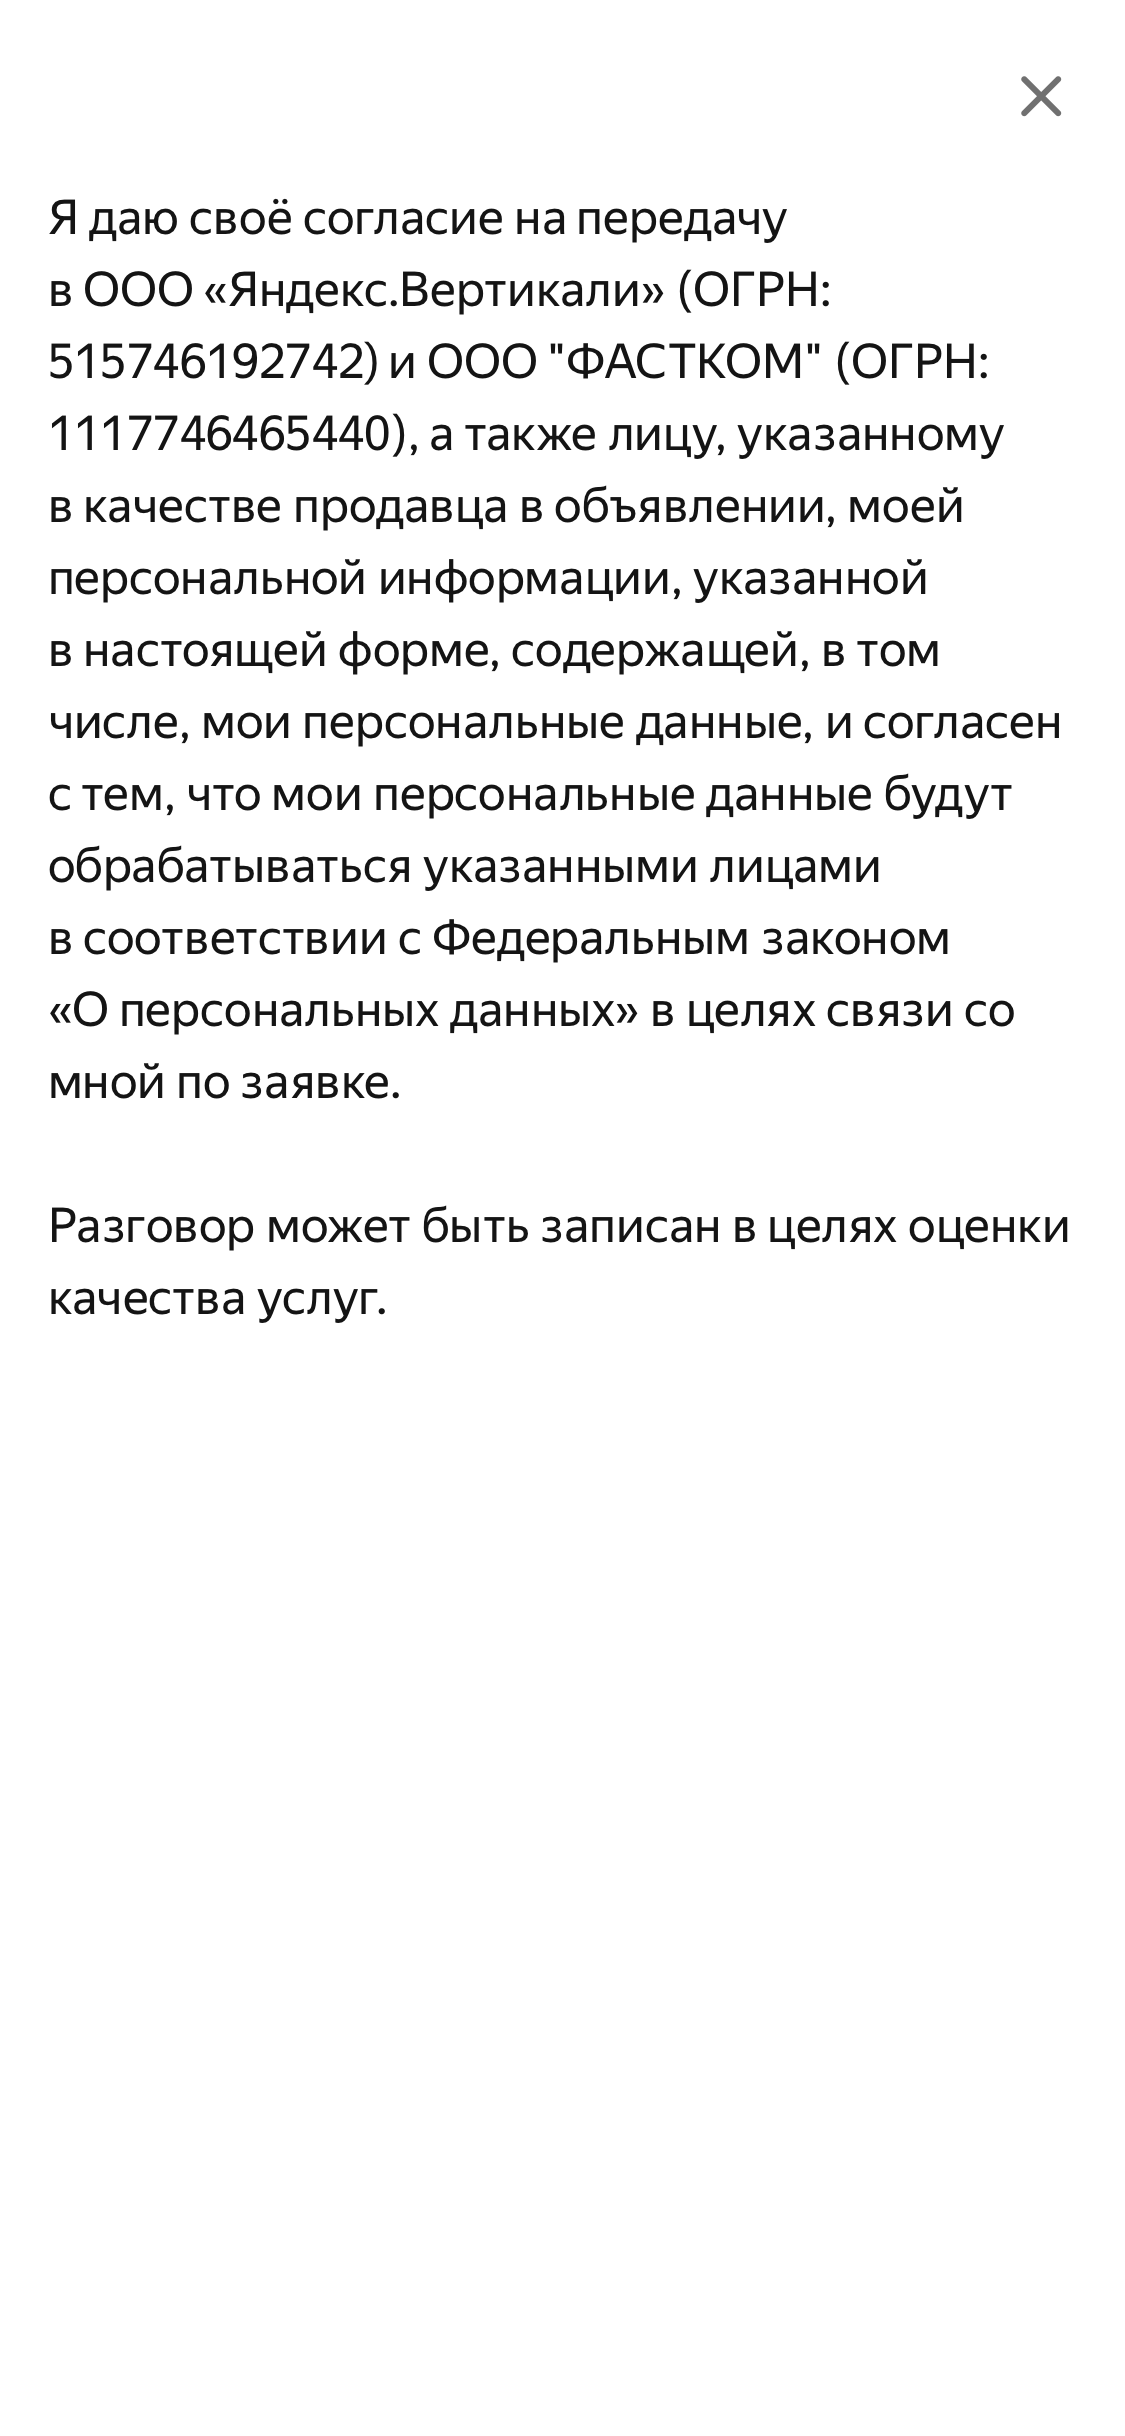 Я даю своё согласие на передачу
в ООО «Яндекс.Вертикали» (ОГРН:
515746192742) и ООО "ФАСТКОМ" (ОГРН:
1117746465440), а также лицу, указанному
в качестве продавца в объявлении, моей
персональной информации, указанной
в настоящей форме, содержащей, в том
числе, мои персональные данные, и согласен
с тем, что мои персональные данные будут
обрабатываться указанными лицами
в соответствии с Федеральным законом
«О персональных данных» в целях связи со
мной по заявке.
Разговор может быть записан в целях оценки
качества услуг.